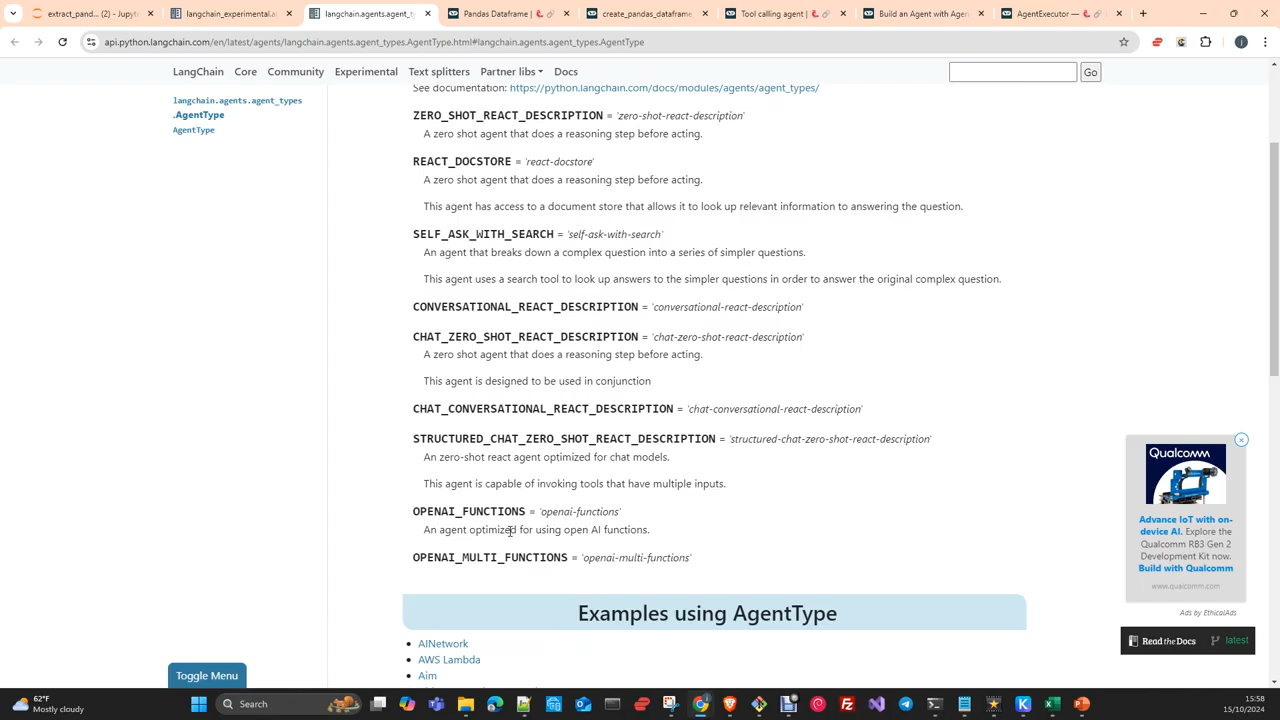 extract_pand... (2
langchain_experimental.a
langchain.agents.agent_t
Pandas Dataframe |
create_pandas_dataframe
Tool calling agent |
Build an Agent with Agen
AgentExecutor —
api.python.langchain.com/en/latest/agents/langchain.agents.agent_types.AgentType.html#langchain.agents.agent_types.AgentType
LangChain Core Community Experimental Text splitters Partner libs Docs Go
langchain.agents.agent_types
.AgentType
AgentType
See documentation: https://python.langchain.com/docs/modules/agents/agent_types/
ZERO_SHOT_REACT_DESCRIPTION = 'zero-shot-react-description'
A zero shot agent that does a reasoning step before acting.
REACT_DOCSTORE = 'react-docstore'
A zero shot agent that does a reasoning step before acting.
This agent has access to a document store that allows it to look up relevant information to answering the question.
SELF_ASK_WITH_SEARCH = 'self-ask-with-search'
An agent that breaks down a complex question into a series of simpler questions.
This agent uses a search tool to look up answers to the simpler questions in order to answer the original complex question.
CONVERSATIONAL_REACT_DESCRIPTION = 'conversational-react-description'
CHAT_ZERO_SHOT_REACT_DESCRIPTION = 'chat-zero-shot-react-description'
A zero shot agent that does a reasoning step before acting.
This agent is designed to be used in conjunction
CHAT_CONVERSATIONAL_REACT_DESCRIPTION = 'chat-conversational-react-description'
STRUCTURED_CHAT_ZERO_SHOT_REACT_DESCRIPTION = 'structured-chat-zero-shot-react-description'
An zero-shot react agent optimized for chat models.
This agent is capable of invoking tools that have multiple inputs.
OPENAI_FUNCTIONS = 'openai-functions'
An agent optimized for using open AI functions.
OPENAI_MULTI_FUNCTIONS = 'openai-multi-functions'
Examples using AgentType
AINetwork
AWS Lambda
Aim
Qualcomm
Advance IoT with on-
device AI. Explore the
Qualcomm RB3 Gen 2
Development Kit now.
Build with Qualcomm
www.qualcomm.com
Ads by EthicalAds
Read the Docs latest
Toggle Menu
62°F
Mostly cloudy
Search
15:58
15/10/2024